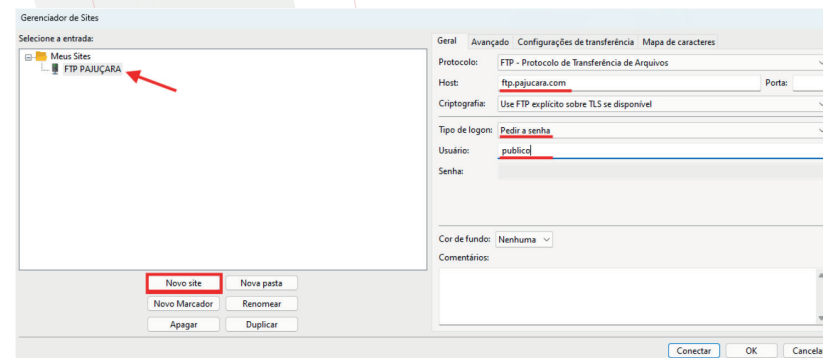 Gerenciador de Sites
Selecione a entrada:
Meus Sites
FTP PAJUÇARA
Novo site
Nova pasta
Novo Marcador
Renomear
Apagar
Duplicar
Geral Avançado Configurações de transferência Mapa de caracteres
Protocolo: FTP - Protocolo de Transferência de Arquivos
Host: ftp.pajucara.com Porta:
Criptografia: Use FTP explícito sobre TLS se disponível
Tipo de logon: Pedir a senha
Usuário: publico
Senha:
Cor de fundo: Nenhuma
Comentários:
Conectar OK Cancela